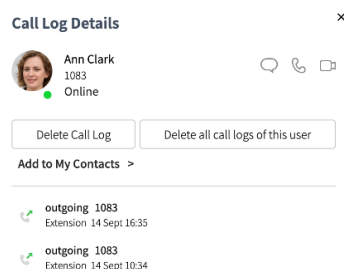 Call Log Details
Ann Clark
1083
Online
Delete Call Log
Delete all call logs of this user
Add to My Contacts >
outgoing 1083
Extension 14 Sept 16:35
outgoing 1083
Extension 14 Sept 10:34